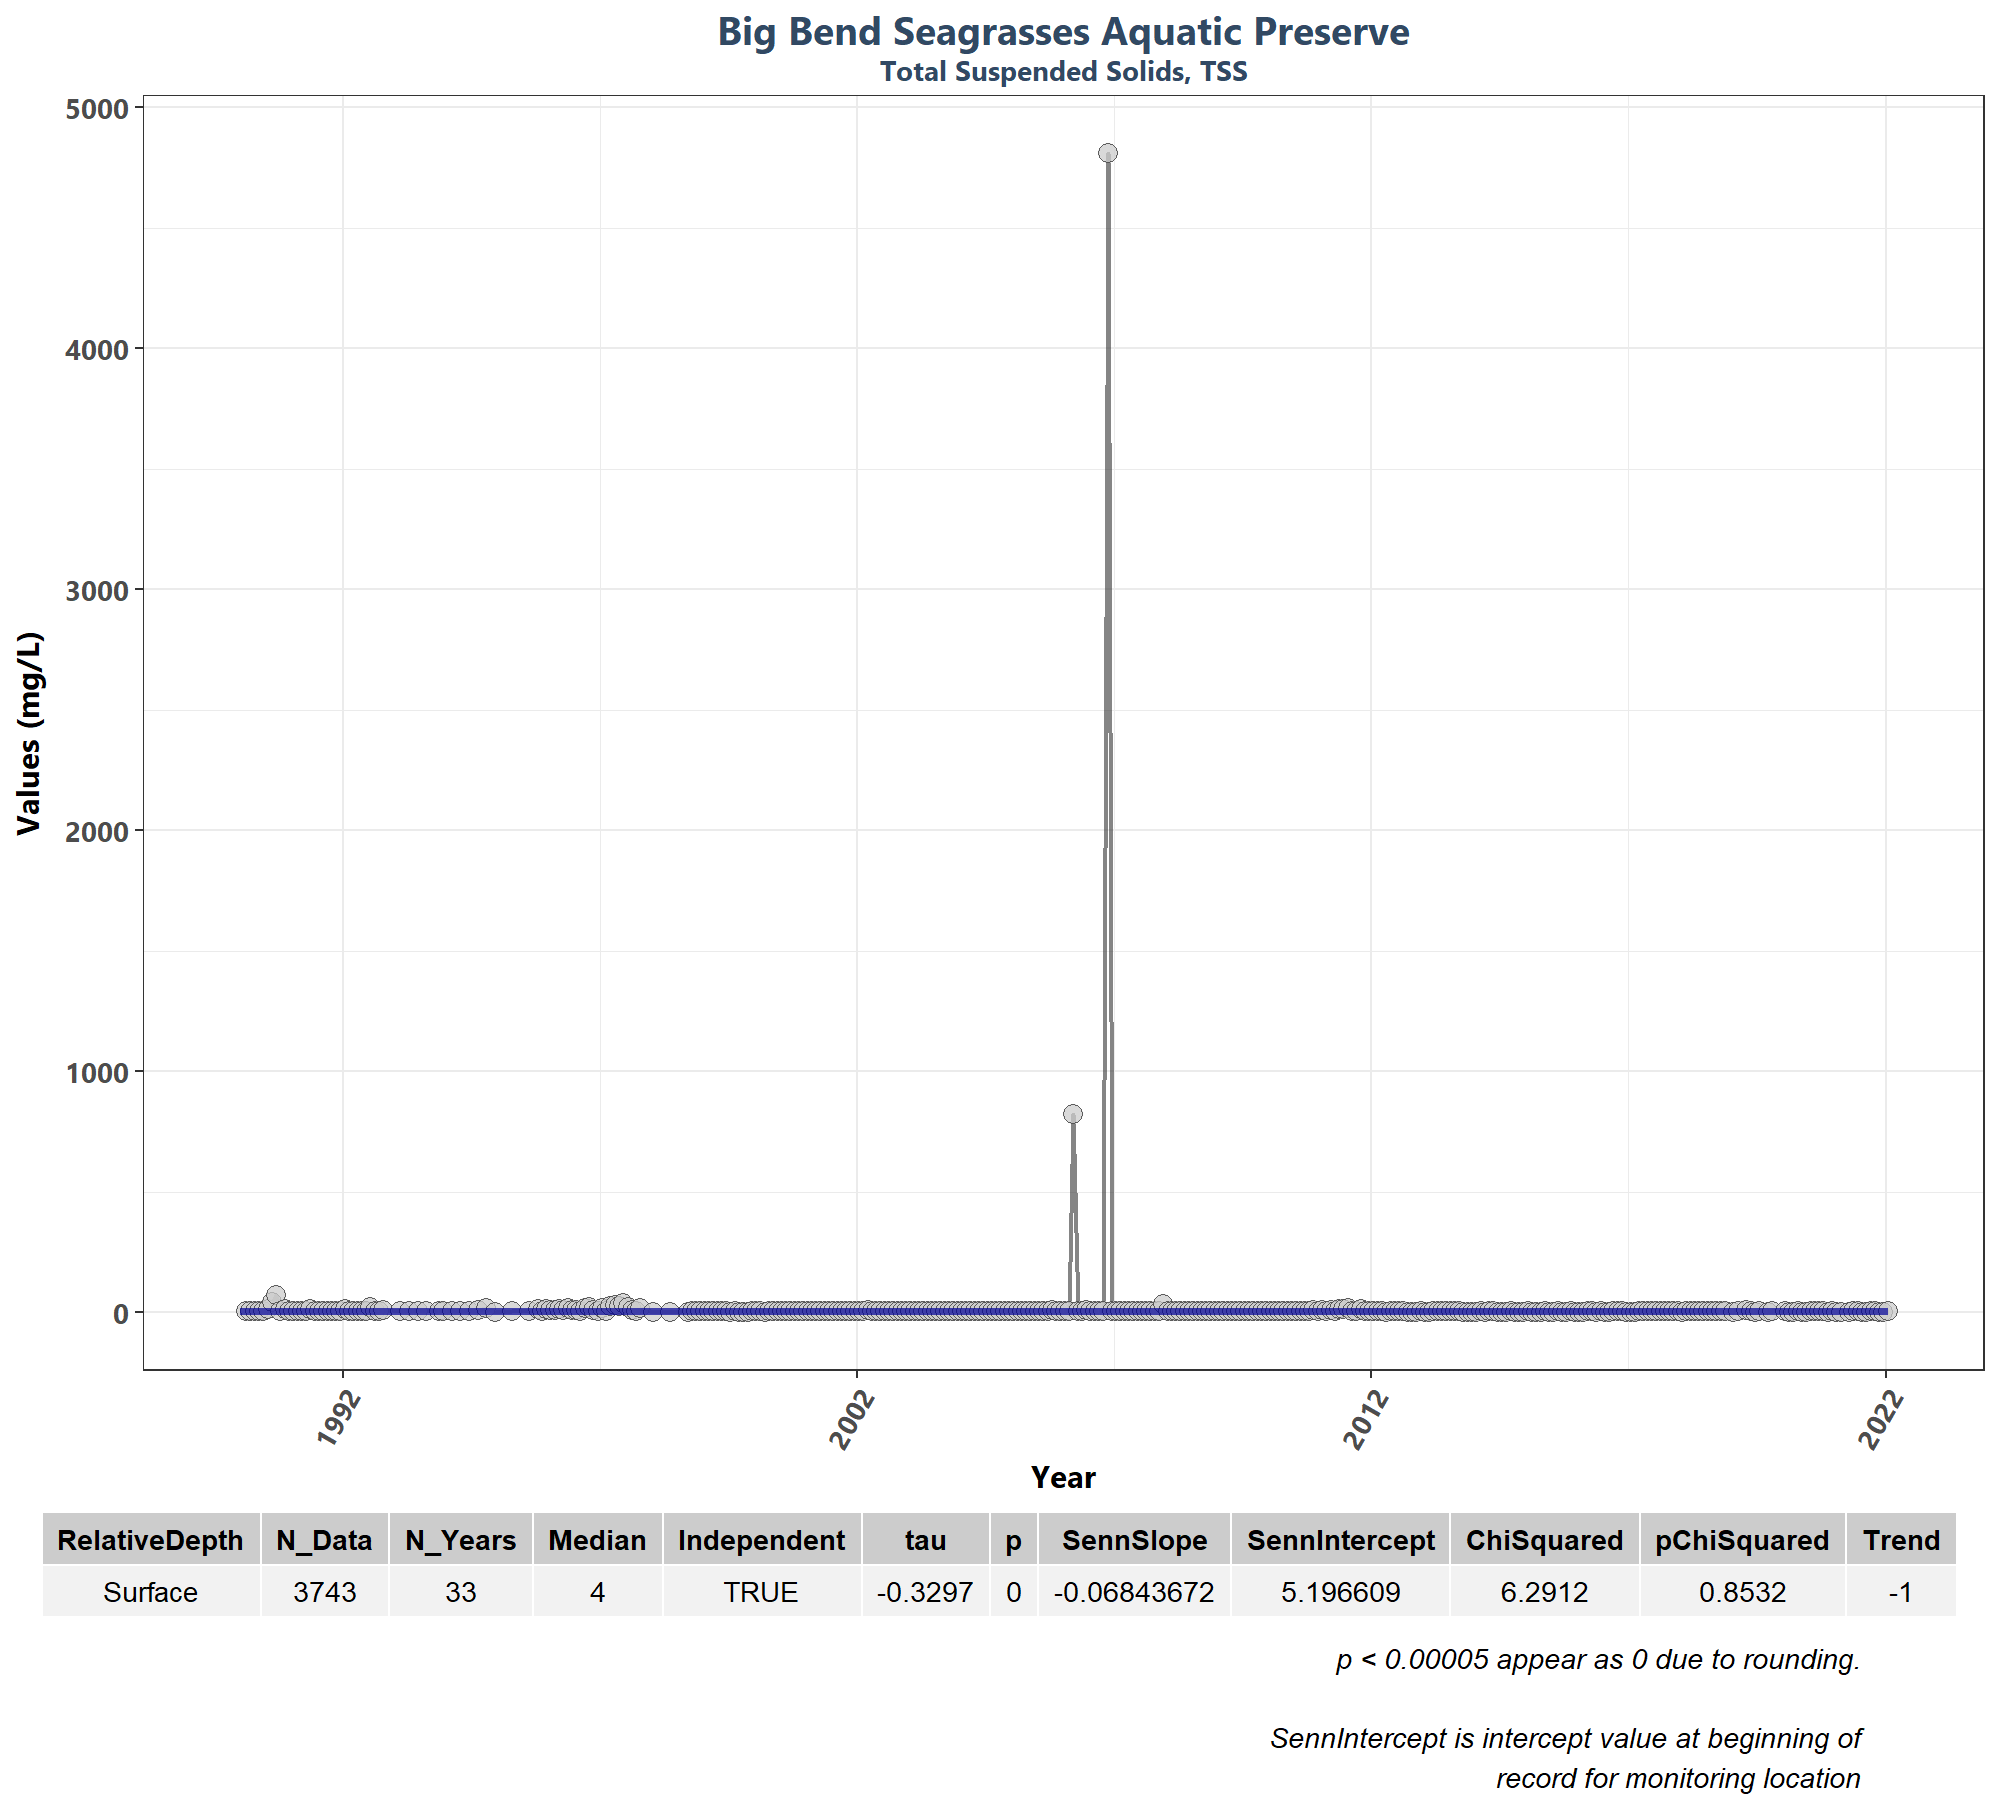 Big Bend Seagrasses Aquatic Preserve
Total Suspended Solids, TSS
5000
4000
3000
2000
1000
0
Values (mg/L)
1992
2002
2012
2022
Year
RelativeDepth N_Data N_Years Median Independent tau p SennSlope SennIntercept ChiSquared pChiSquared Trend
Surface 3743 33 4 TRUE -0.3297 0 -0.06843672 5.196609 6.2912 0.8532 -1
p < 0.00005 appear as 0 due to rounding.
SennIntercept is intercept value at beginning of
record for monitoring location